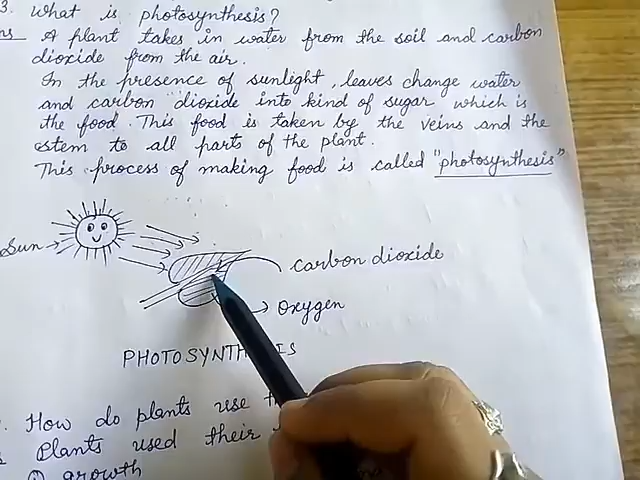 3. What is photosynthesis?
A plant takes in water from the soil and carbon
dioxide from the air.
In the presence of sunlight, leaves change water
and carbon dioxide into kind of sugar which is
the food. This food is taken by the veins and the
stem to all parts of the plant.
This process of making food is called "photosynthesis"
Sun
carbon dioxide
Oxygen
PHOTOSYNTHESIS
How do plants use
Plants used their
growth